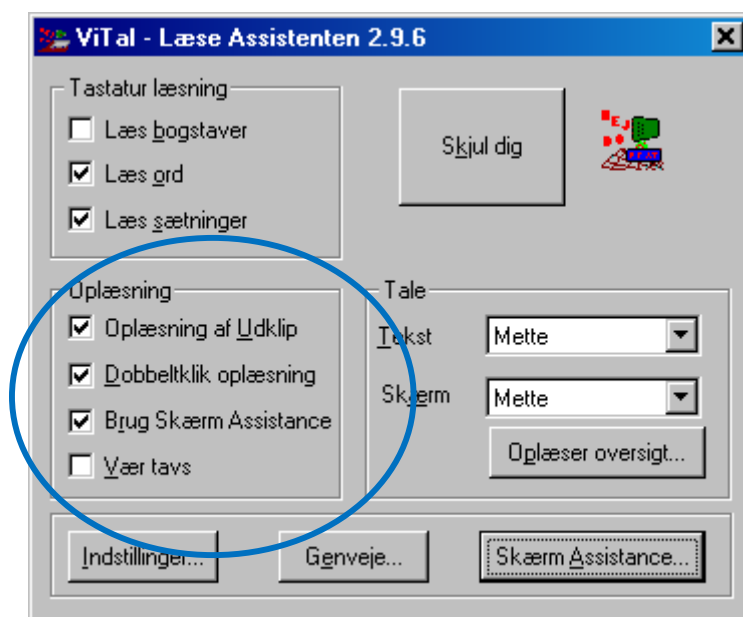 ViTal - Læse Assistenten 2.9.6
Tastatur læsning
Læs bogstaver
Læs ord
Læs sætninger
Skjul dig
Oplæsning
Oplæsning af Udklip
Dobbeltklik oplæsning
Brug Skærm Assistance
Vær tavs
Tale
Tekst Mette
Skærm Mette
Oplæser oversigt...
Indstillinger... Genveje... Skærm Assistance...